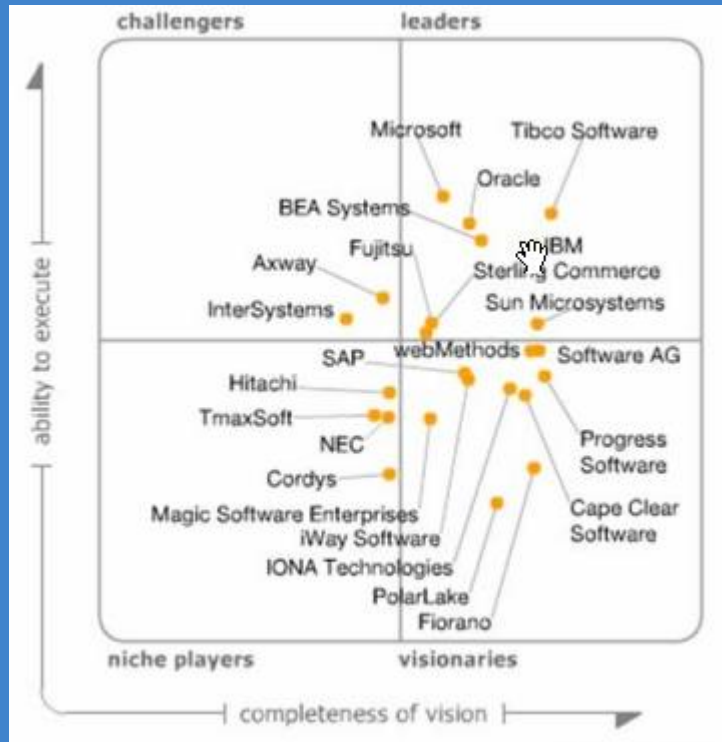 challengers
leaders
Microsoft
Tibco Software
Oracle
BEA Systems
Fujitsu
IBM
Axway
Sterling Commerce
InterSystems
Sun Microsystems
ability to execute
SAP
webMethods
Software AG
Hitachi
TmaxSoft
NEC
Progress
Software
Cordys
Magic Software Enterprises
Cape Clear
Software
iWay Software
IONA Technologies
PolarLake
Fiorano
niche players
visionaries
completeness of vision